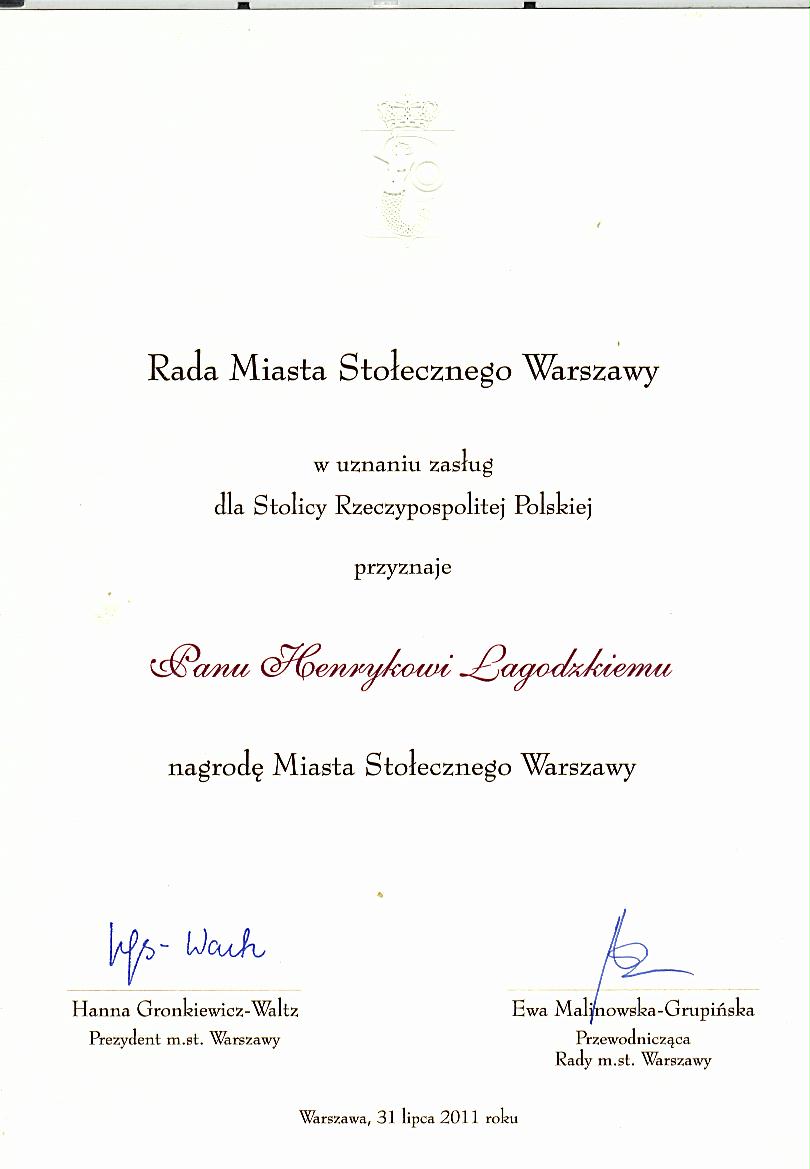 Rada Miasta Stołecznego Warszawy
w uznaniu zasług
dla Stolicy Rzeczypospolitej Polskiej
przyznaje
Panu Henrykowi Łagodzkiemu
nagrodę Miasta Stołecznego Warszawy
Hanna Gronkiewicz-Waltz
Prezydent m.st. Warszawy
Ewa Malinowska-Grupińska
Przewodnicząca
Rady m.st. Warszawy
Warszawa, 31 lipca 2011 roku